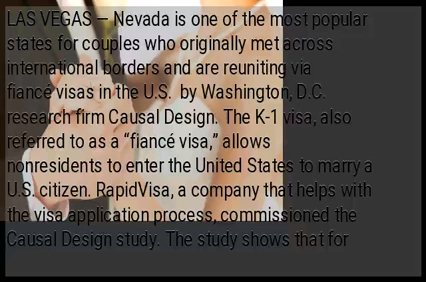 LAS VEGAS — Nevada is one of the most popular
states for couples who originally met across
international borders and are reuniting via
fiancé visas in the U.S. by Washington, D.C.
research firm Causal Design. The K-1 visa, also
referred to as a “fiancé visa,” allows
nonresidents to enter the United States to marry a
U.S. citizen. RapidVisa, a company that helps with
the visa application process, commissioned the
Causal Design study. The study shows that for